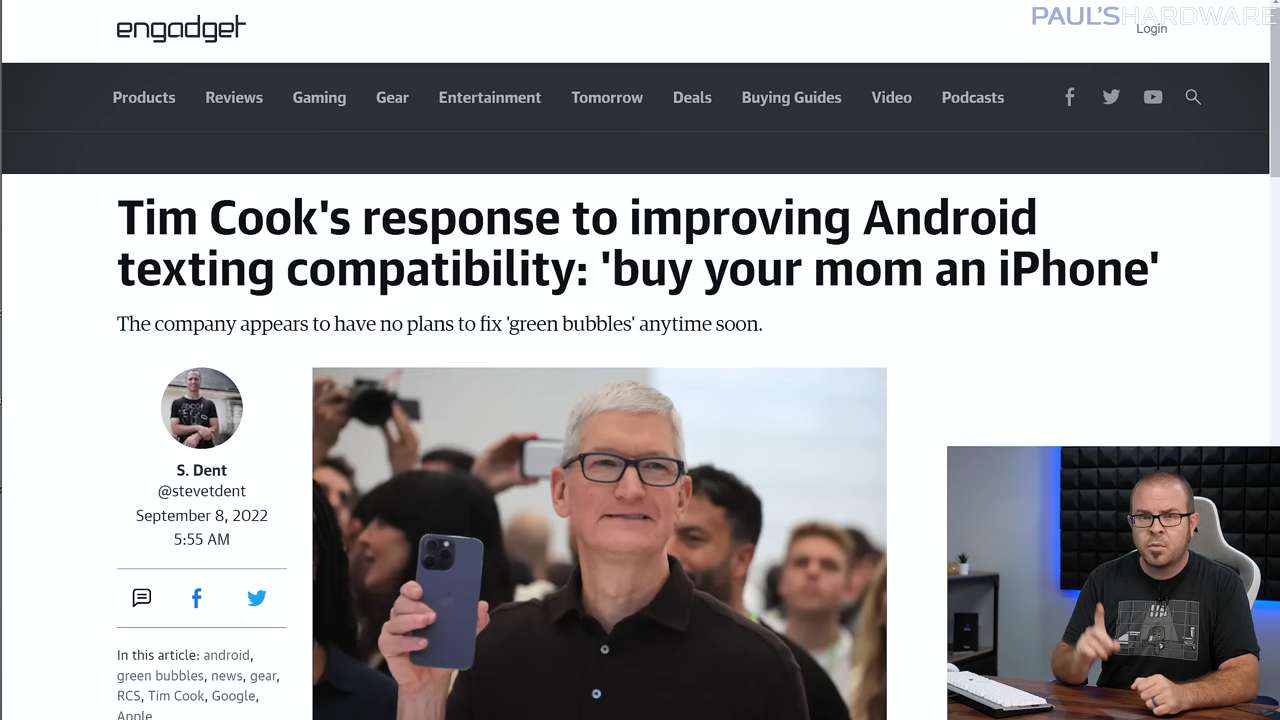 engadget
PAUL'SHARDWARE
Login
Products Reviews Gaming Gear Entertainment Tomorrow Deals Buying Guides Video Podcasts
Tim Cook's response to improving Android
texting compatibility: 'buy your mom an iPhone'
The company appears to have no plans to fix 'green bubbles' anytime soon.
S. Dent
@stevetdent
September 8, 2022
5:55 AM
In this article: android,
green bubbles, news, gear,
RCS, Tim Cook, Google,
Apple